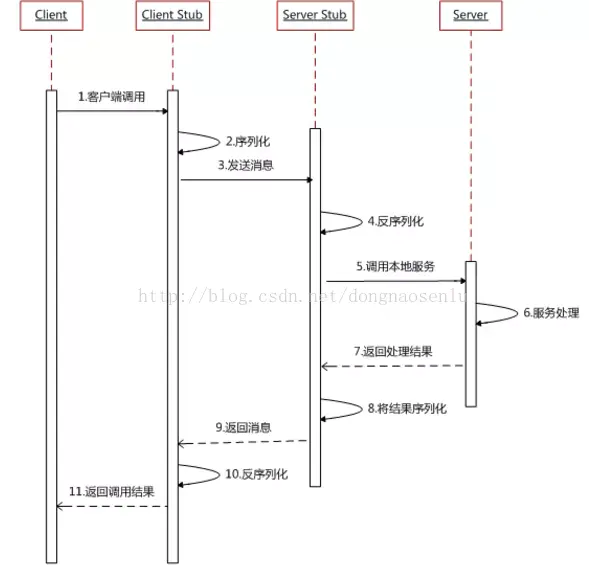 Client
Client Stub
Server Stub
Server
1.客户端调用
2.序列化
3.发送消息
4.反序列化
5.调用本地服务
http://blog.csdn.net/dongnaosenlu
6.服务处理
7.返回处理结果
8.将结果序列化
9.返回消息
10.反序列化
11.返回调用结果